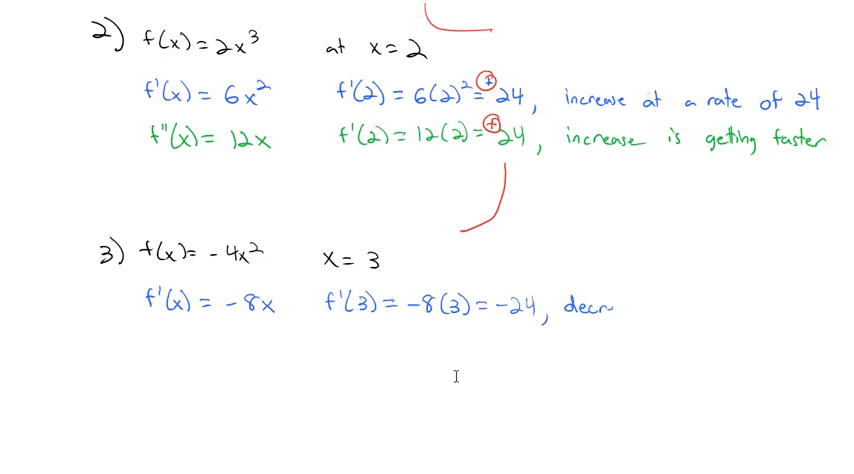 2) f(x) = 2x³ at x = 2
f'(x) = 6x² f'(2) = 6(2)² = + 24, increase at a rate of 24
f"(x) = 12x f'(2) = 12(2) = + 24, increase is getting faster
3) f(x) = -4x² x = 3
f'(x) = -8x f'(3) = -8(3) = -24, decr